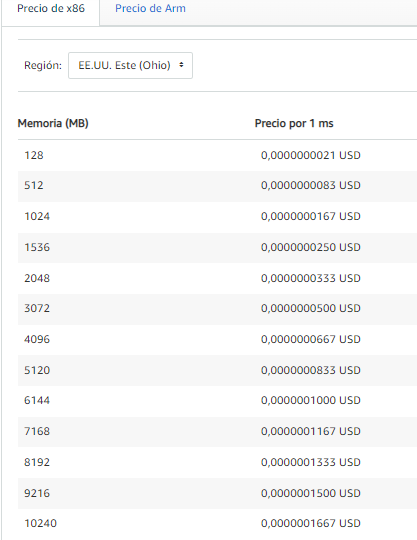 Precio de x86 Precio de Arm
Región: EE.UU. Este (Ohio)
Memoria (MB) Precio por 1 ms
128 0,0000000021 USD
512 0,0000000083 USD
1024 0,0000000167 USD
1536 0,0000000250 USD
2048 0,0000000333 USD
3072 0,0000000500 USD
4096 0,0000000667 USD
5120 0,0000000833 USD
6144 0,0000001000 USD
7168 0,0000001167 USD
8192 0,0000001333 USD
9216 0,0000001500 USD
10240 0,0000001667 USD